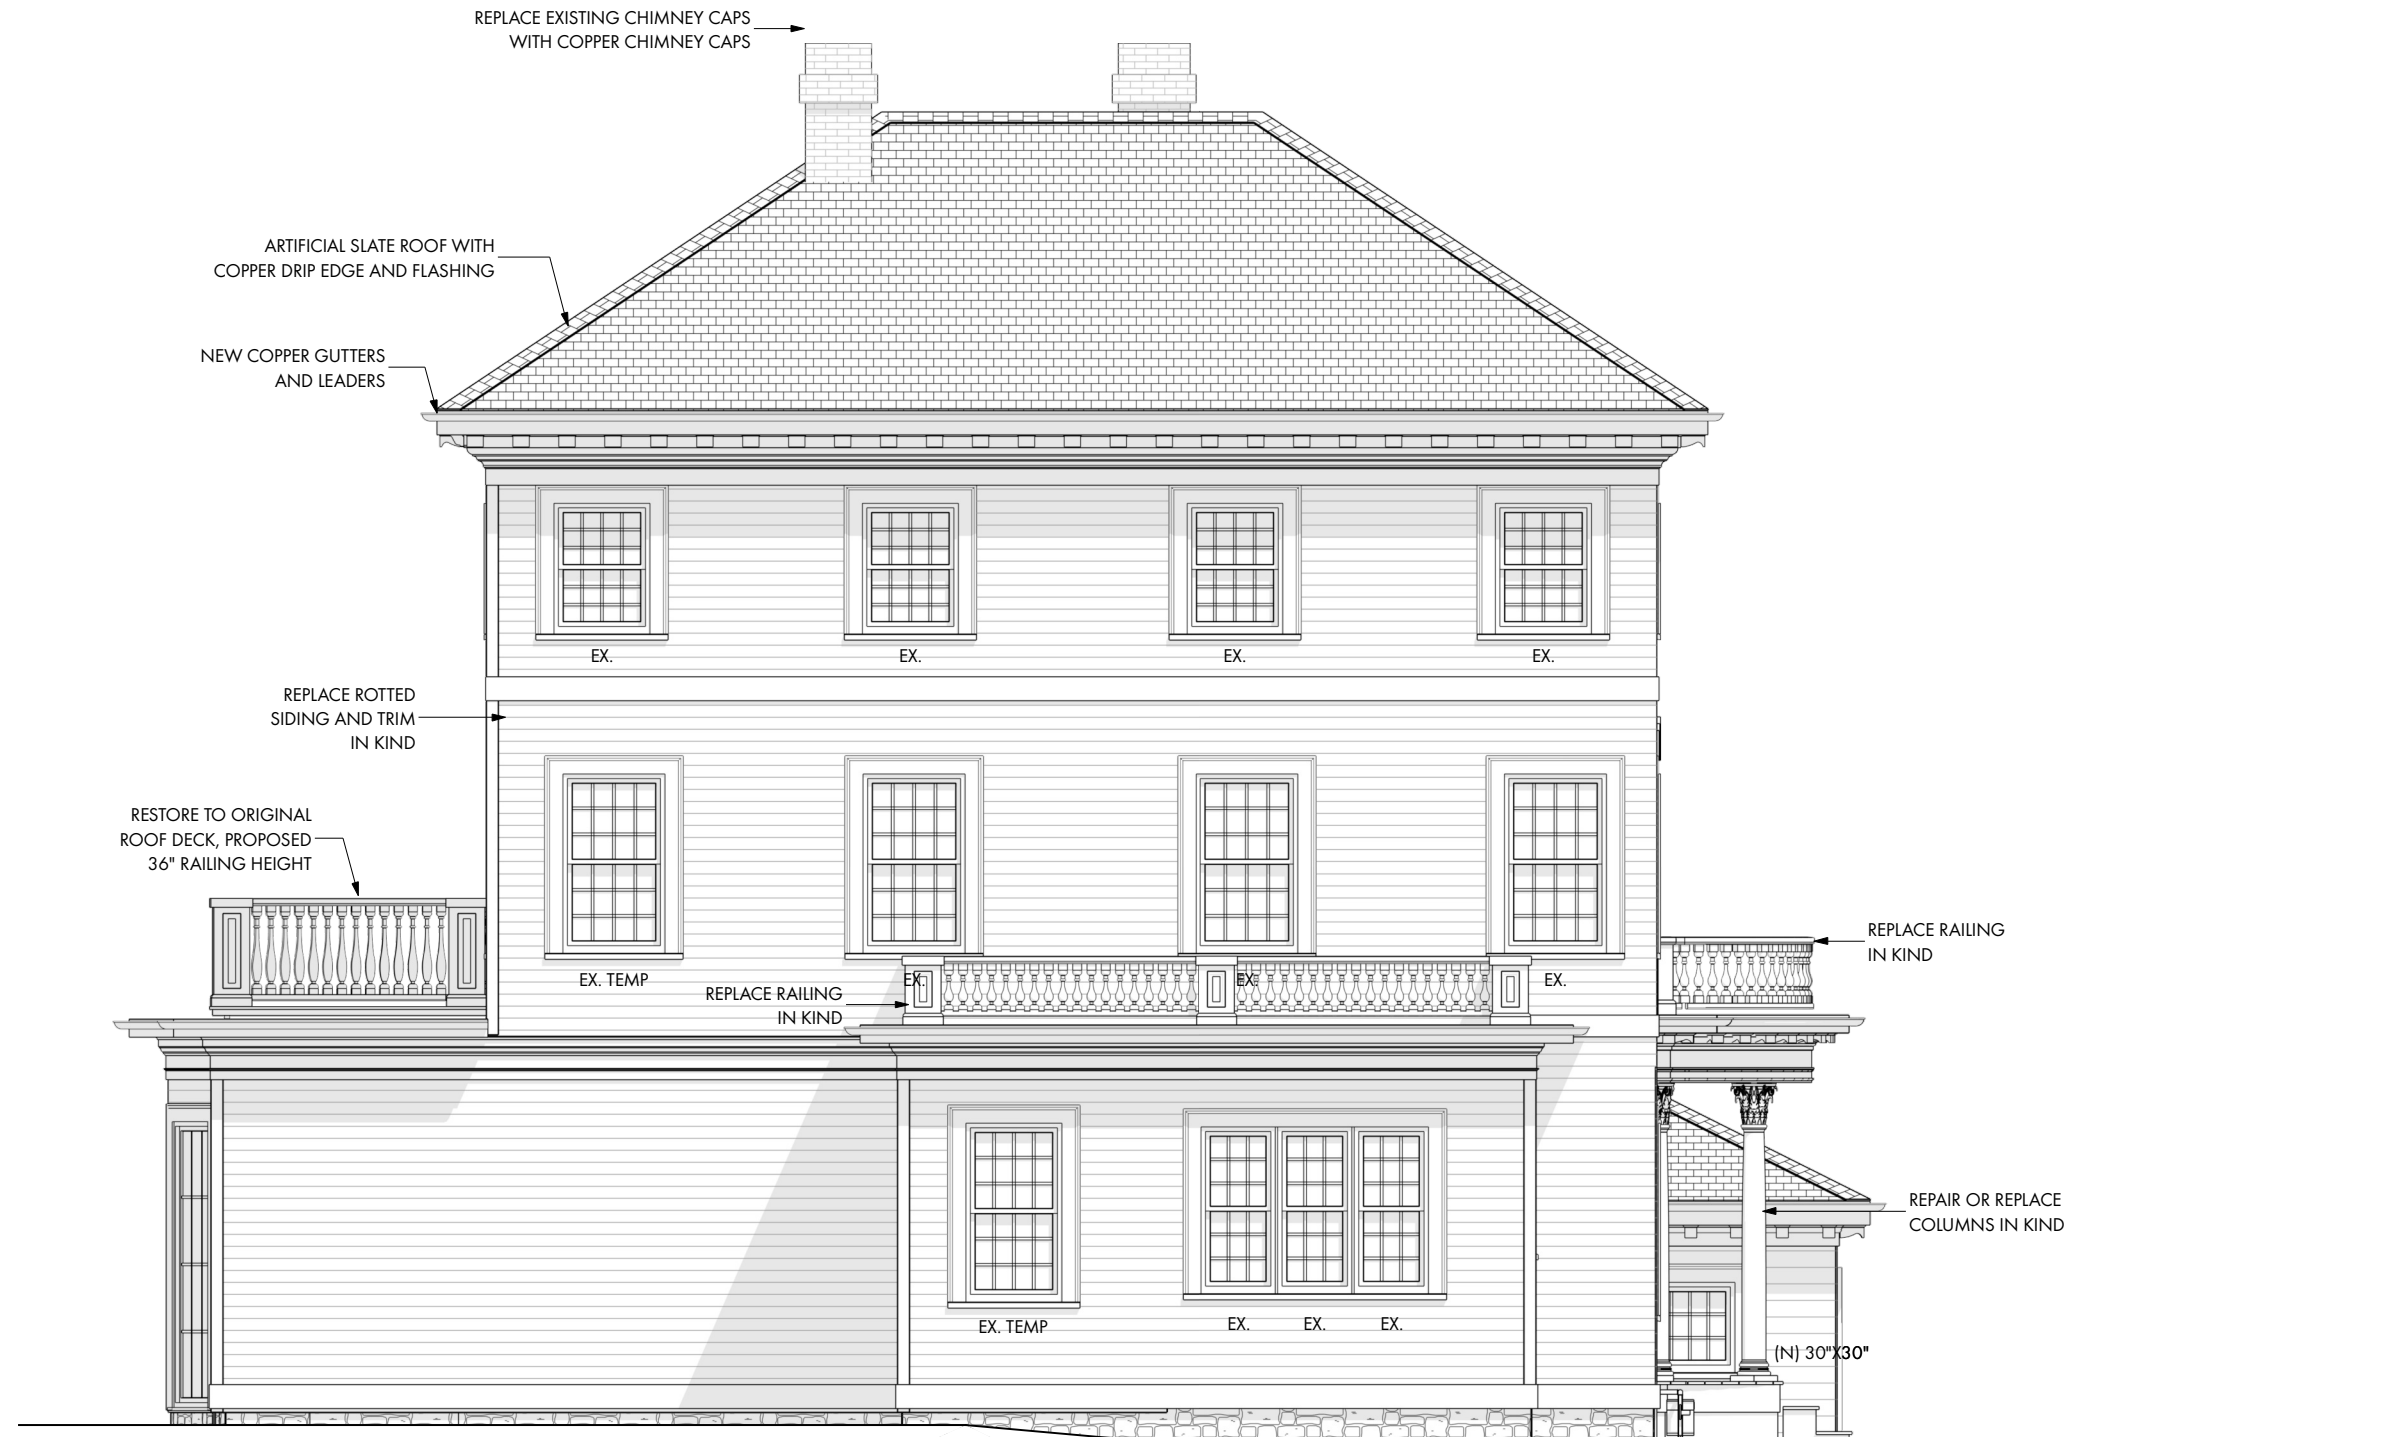 REPLACE EXISTING CHIMNEY CAPS
WITH COPPER CHIMNEY CAPS
ARTIFICIAL SLATE ROOF WITH
COPPER DRIP EDGE AND FLASHING
NEW COPPER GUTTERS
AND LEADERS
EX.
EX.
EX.
EX.
REPLACE ROTTED
SIDING AND TRIM
IN KIND
RESTORE TO ORIGINAL
ROOF DECK, PROPOSED
36" RAILING HEIGHT
EX. TEMP
EX.
EX.
EX.
REPLACE RAILING
IN KIND
REPLACE RAILING
IN KIND
REPAIR OR REPLACE
COLUMNS IN KIND
EX. TEMP
EX.
EX.
EX.
(N) 30"X30"